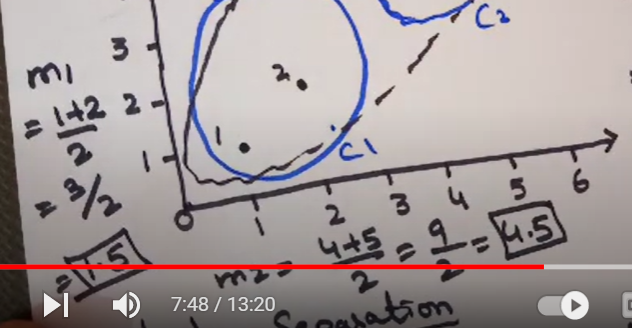 C2
3
m1
2
= 1+2 / 2
2
1
C1
1
= 3/2
0
1 2 3 4 5 6
= 1.5
m2 = 4+5 / 2 = 9 / 2 = 4.5
7:48 / 13:20
Separation